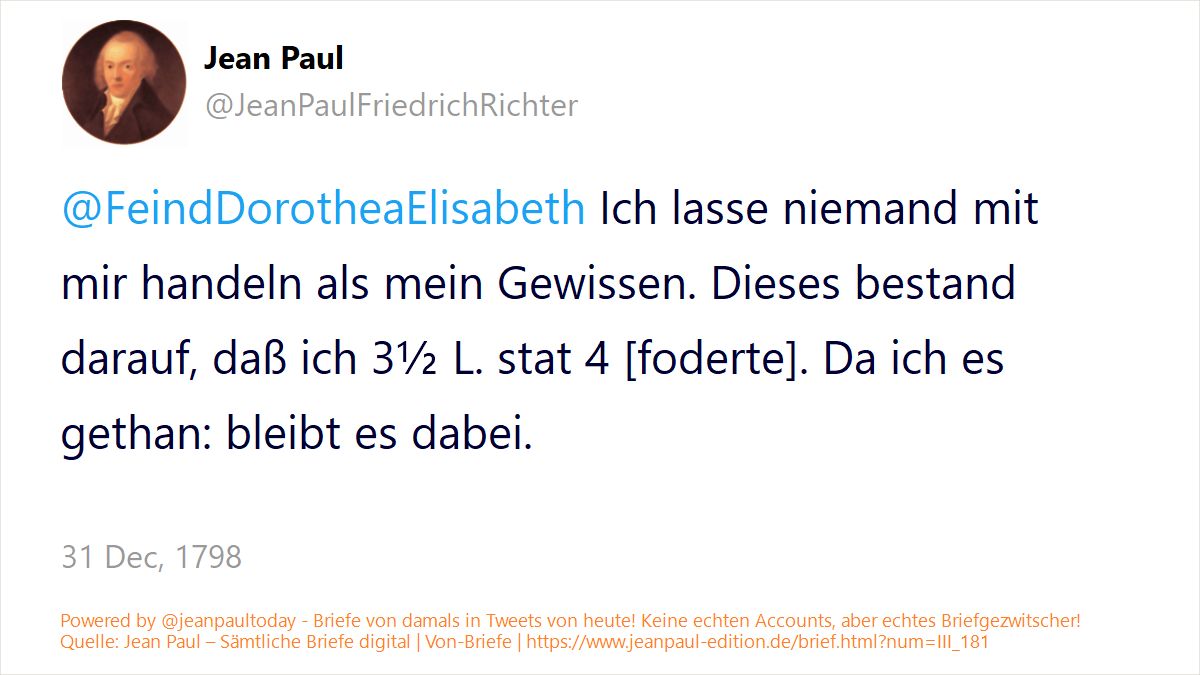 Jean Paul
@JeanPaulFriedrichRichter
@FeindDorotheaElisabeth Ich lasse niemand mit
mir handeln als mein Gewissen. Dieses bestand
darauf, daß ich 3½ L. stat 4 [foderte]. Da ich es
gethan: bleibt es dabei.
31 Dec, 1798
Powered by @jeanpaultoday - Briefe von damals in Tweets von heute! Keine echten Accounts, aber echtes Briefgezwitscher!
Quelle: Jean Paul – Sämtliche Briefe digital | Von-Briefe | https://www.jeanpaul-edition.de/brief.html?num=III_181